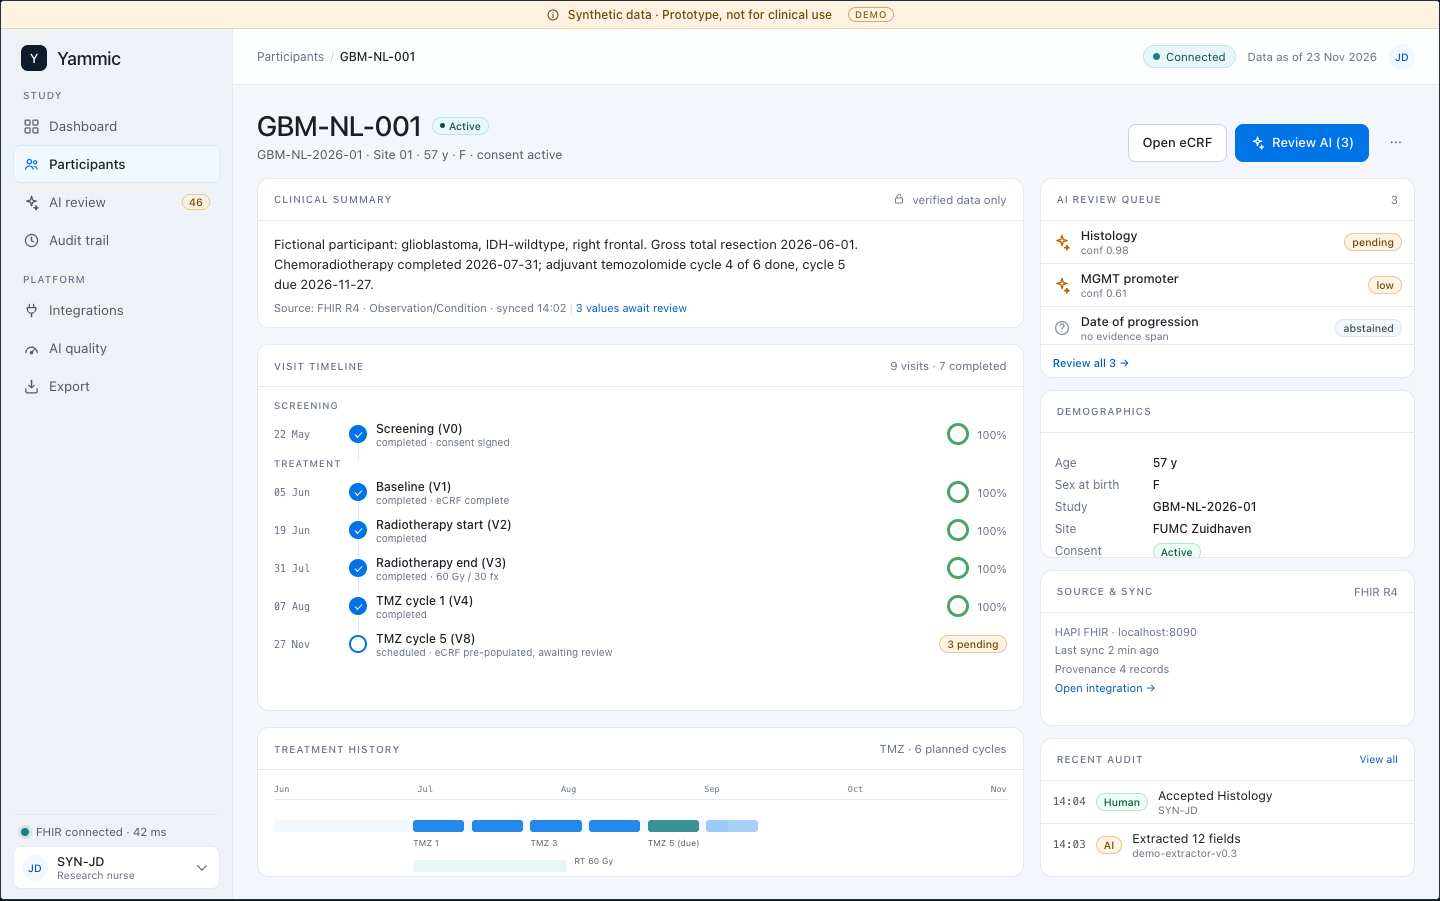 Synthetic data · Prototype, not for clinical use DEMO
Y Yammic
STUDY
Dashboard
Participants
AI review 46
Audit trail
PLATFORM
Integrations
AI quality
Export
FHIR connected · 42 ms
JD SYN-JD
Research nurse
Participants / GBM-NL-001
Connected Data as of 23 Nov 2026 JD
GBM-NL-001 Active
GBM-NL-2026-01 · Site 01 · 57 y · F · consent active
Open eCRF Review AI (3) ···
CLINICAL SUMMARY verified data only
Fictional participant: glioblastoma, IDH-wildtype, right frontal. Gross total resection 2026-06-01.
Chemoradiotherapy completed 2026-07-31; adjuvant temozolomide cycle 4 of 6 done, cycle 5
due 2026-11-27.
Source: FHIR R4 · Observation/Condition · synced 14:02 | 3 values await review
VISIT TIMELINE 9 visits · 7 completed
SCREENING
22 May Screening (V0) 100%
completed · consent signed
TREATMENT
05 Jun Baseline (V1) 100%
completed · eCRF complete
19 Jun Radiotherapy start (V2) 100%
completed
31 Jul Radiotherapy end (V3) 100%
completed · 60 Gy / 30 fx
07 Aug TMZ cycle 1 (V4) 100%
completed
27 Nov TMZ cycle 5 (V8) 3 pending
scheduled · eCRF pre-populated, awaiting review
TREATMENT HISTORY TMZ · 6 planned cycles
Jun Jul Aug Sep Oct Nov
TMZ 1 TMZ 3 TMZ 5 (due)
RT 60 Gy
AI REVIEW QUEUE 3
Histology pending
conf 0.98
MGMT promoter low
conf 0.61
Date of progression abstained
no evidence span
Review all 3 →
DEMOGRAPHICS
Age 57 y
Sex at birth F
Study GBM-NL-2026-01
Site FUMC Zuidhaven
Consent Active
SOURCE & SYNC FHIR R4
HAPI FHIR · localhost:8090
Last sync 2 min ago
Provenance 4 records
Open integration →
RECENT AUDIT View all
14:04 Human Accepted Histology
SYN-JD
14:03 AI Extracted 12 fields
demo-extractor-v0.3